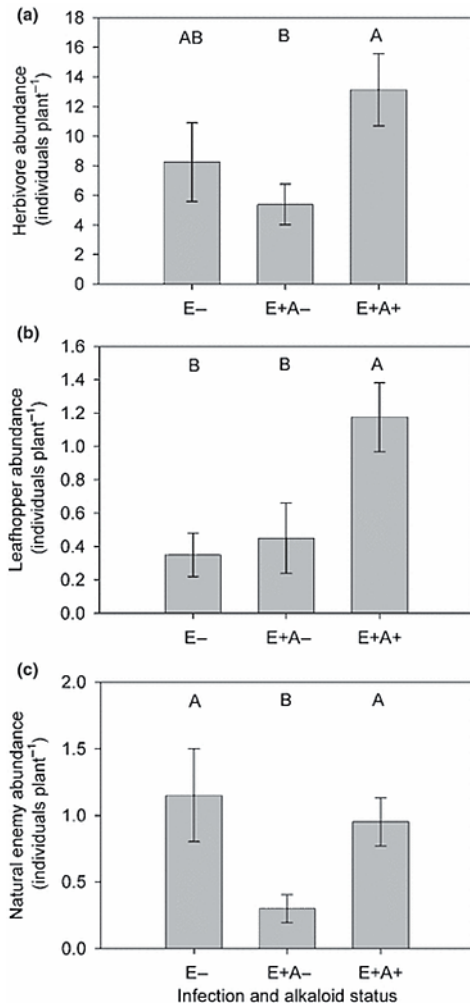 (a)
Herbivore abundance
(individuals plant⁻¹)
18
16
14
12
10
8
6
4
2
0
AB B A
E– E+A– E+A+
(b)
Leafhopper abundance
(individuals plant⁻¹)
1.6
1.4
1.2
1.0
0.8
0.6
0.4
0.2
0.0
B B A
E– E+A– E+A+
(c)
Natural enemy abundance
(individuals plant⁻¹)
2.0
1.5
1.0
0.5
0.0
A B A
E– E+A– E+A+
Infection and alkaloid status